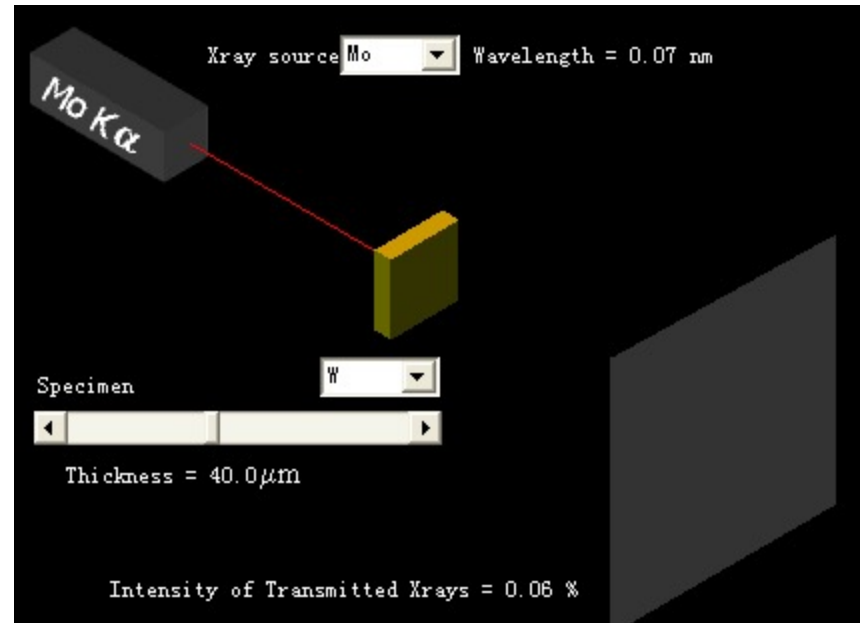 Xray source Mo Wavelength = 0.07 nm
Mo Kα
Specimen W
Thickness = 40.0μm
Intensity of Transmitted Xrays = 0.06 %